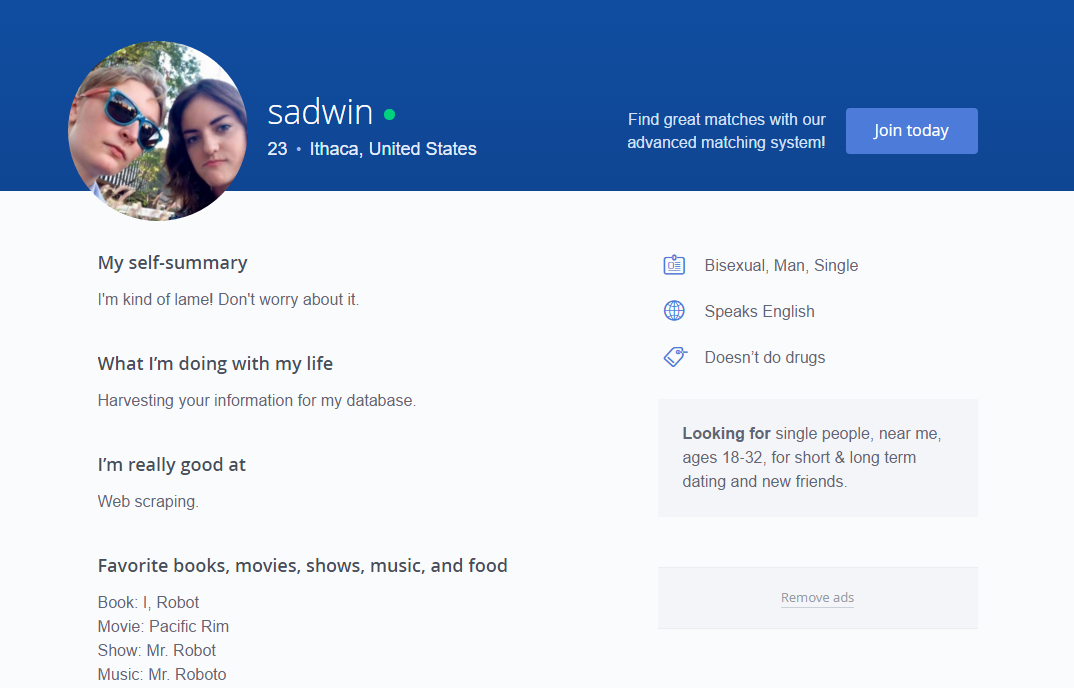 sadwin
23 • Ithaca, United States
Find great matches with our
advanced matching system!
Join today
My self-summary
I'm kind of lame! Don't worry about it.
What I’m doing with my life
Harvesting your information for my database.
I’m really good at
Web scraping.
Favorite books, movies, shows, music, and food
Book: I, Robot
Movie: Pacific Rim
Show: Mr. Robot
Music: Mr. Roboto
Bisexual, Man, Single
Speaks English
Doesn’t do drugs
Looking for single people, near me,
ages 18-32, for short & long term
dating and new friends.
Remove ads